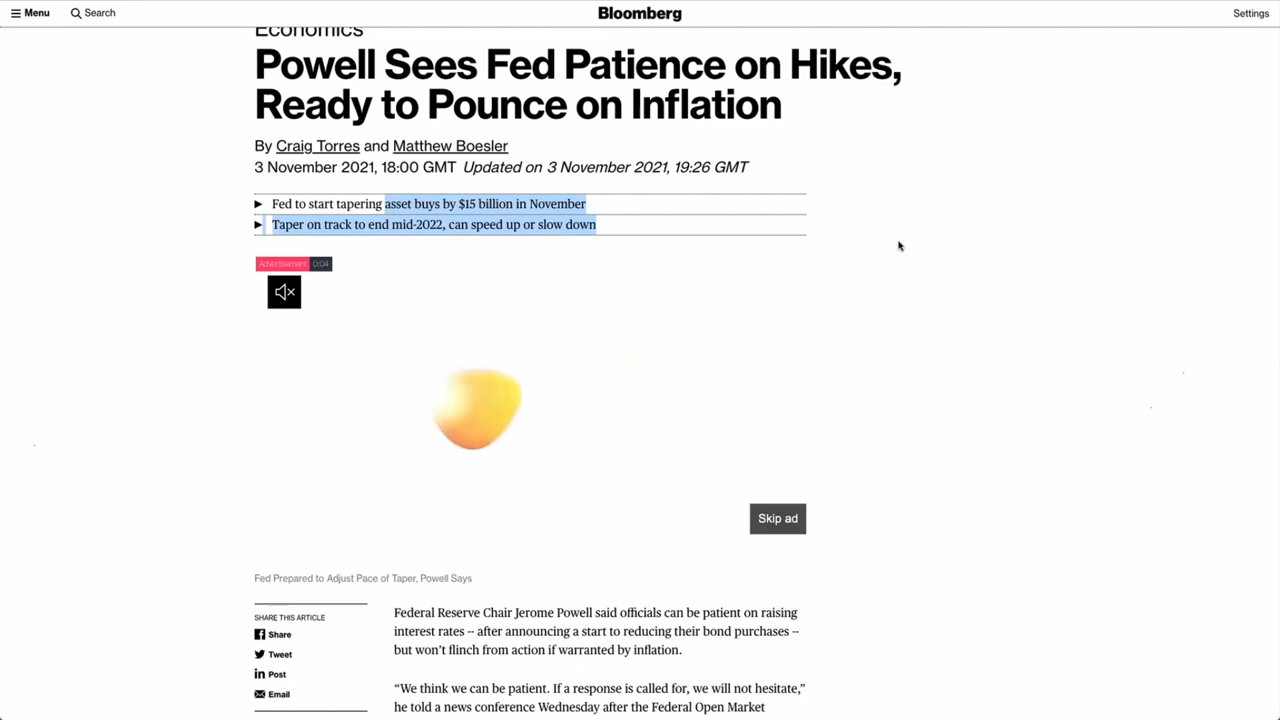 Menu Search Bloomberg Settings
Economics
Powell Sees Fed Patience on Hikes,
Ready to Pounce on Inflation
By Craig Torres and Matthew Boesler
3 November 2021, 18:00 GMT Updated on 3 November 2021, 19:26 GMT
Fed to start tapering asset buys by $15 billion in November
Taper on track to end mid-2022, can speed up or slow down
Advertisement 0:04
Skip ad
Fed Prepared to Adjust Pace of Taper, Powell Says
SHARE THIS ARTICLE
Share
Tweet
Post
Email
Federal Reserve Chair Jerome Powell said officials can be patient on raising
interest rates -- after announcing a start to reducing their bond purchases --
but won’t flinch from action if warranted by inflation.
“We think we can be patient. If a response is called for, we will not hesitate,”
he told a news conference Wednesday after the Federal Open Market